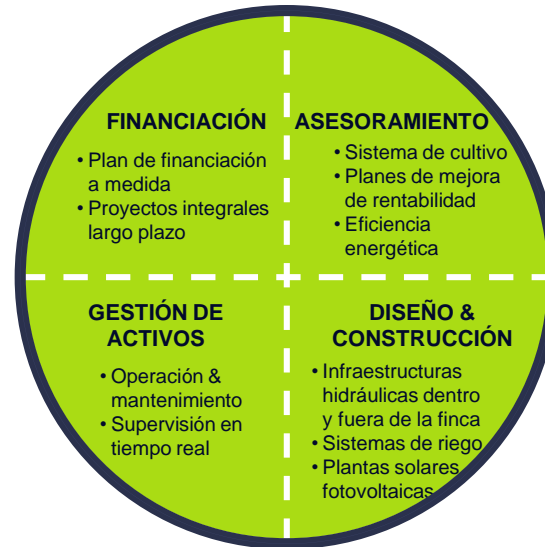 FINANCIACIÓN
• Plan de financiación
a medida
• Proyectos integrales
largo plazo
ASESORAMIENTO
• Sistema de cultivo
• Planes de mejora
de rentabilidad
• Eficiencia
energética
GESTIÓN DE
ACTIVOS
• Operación &
mantenimiento
• Supervisión en
tiempo real
DISEÑO &
CONSTRUCCIÓN
• Infraestructuras
hidráulicas dentro
y fuera de la finca
• Sistemas de riego
• Plantas solares
fotovoltaicas